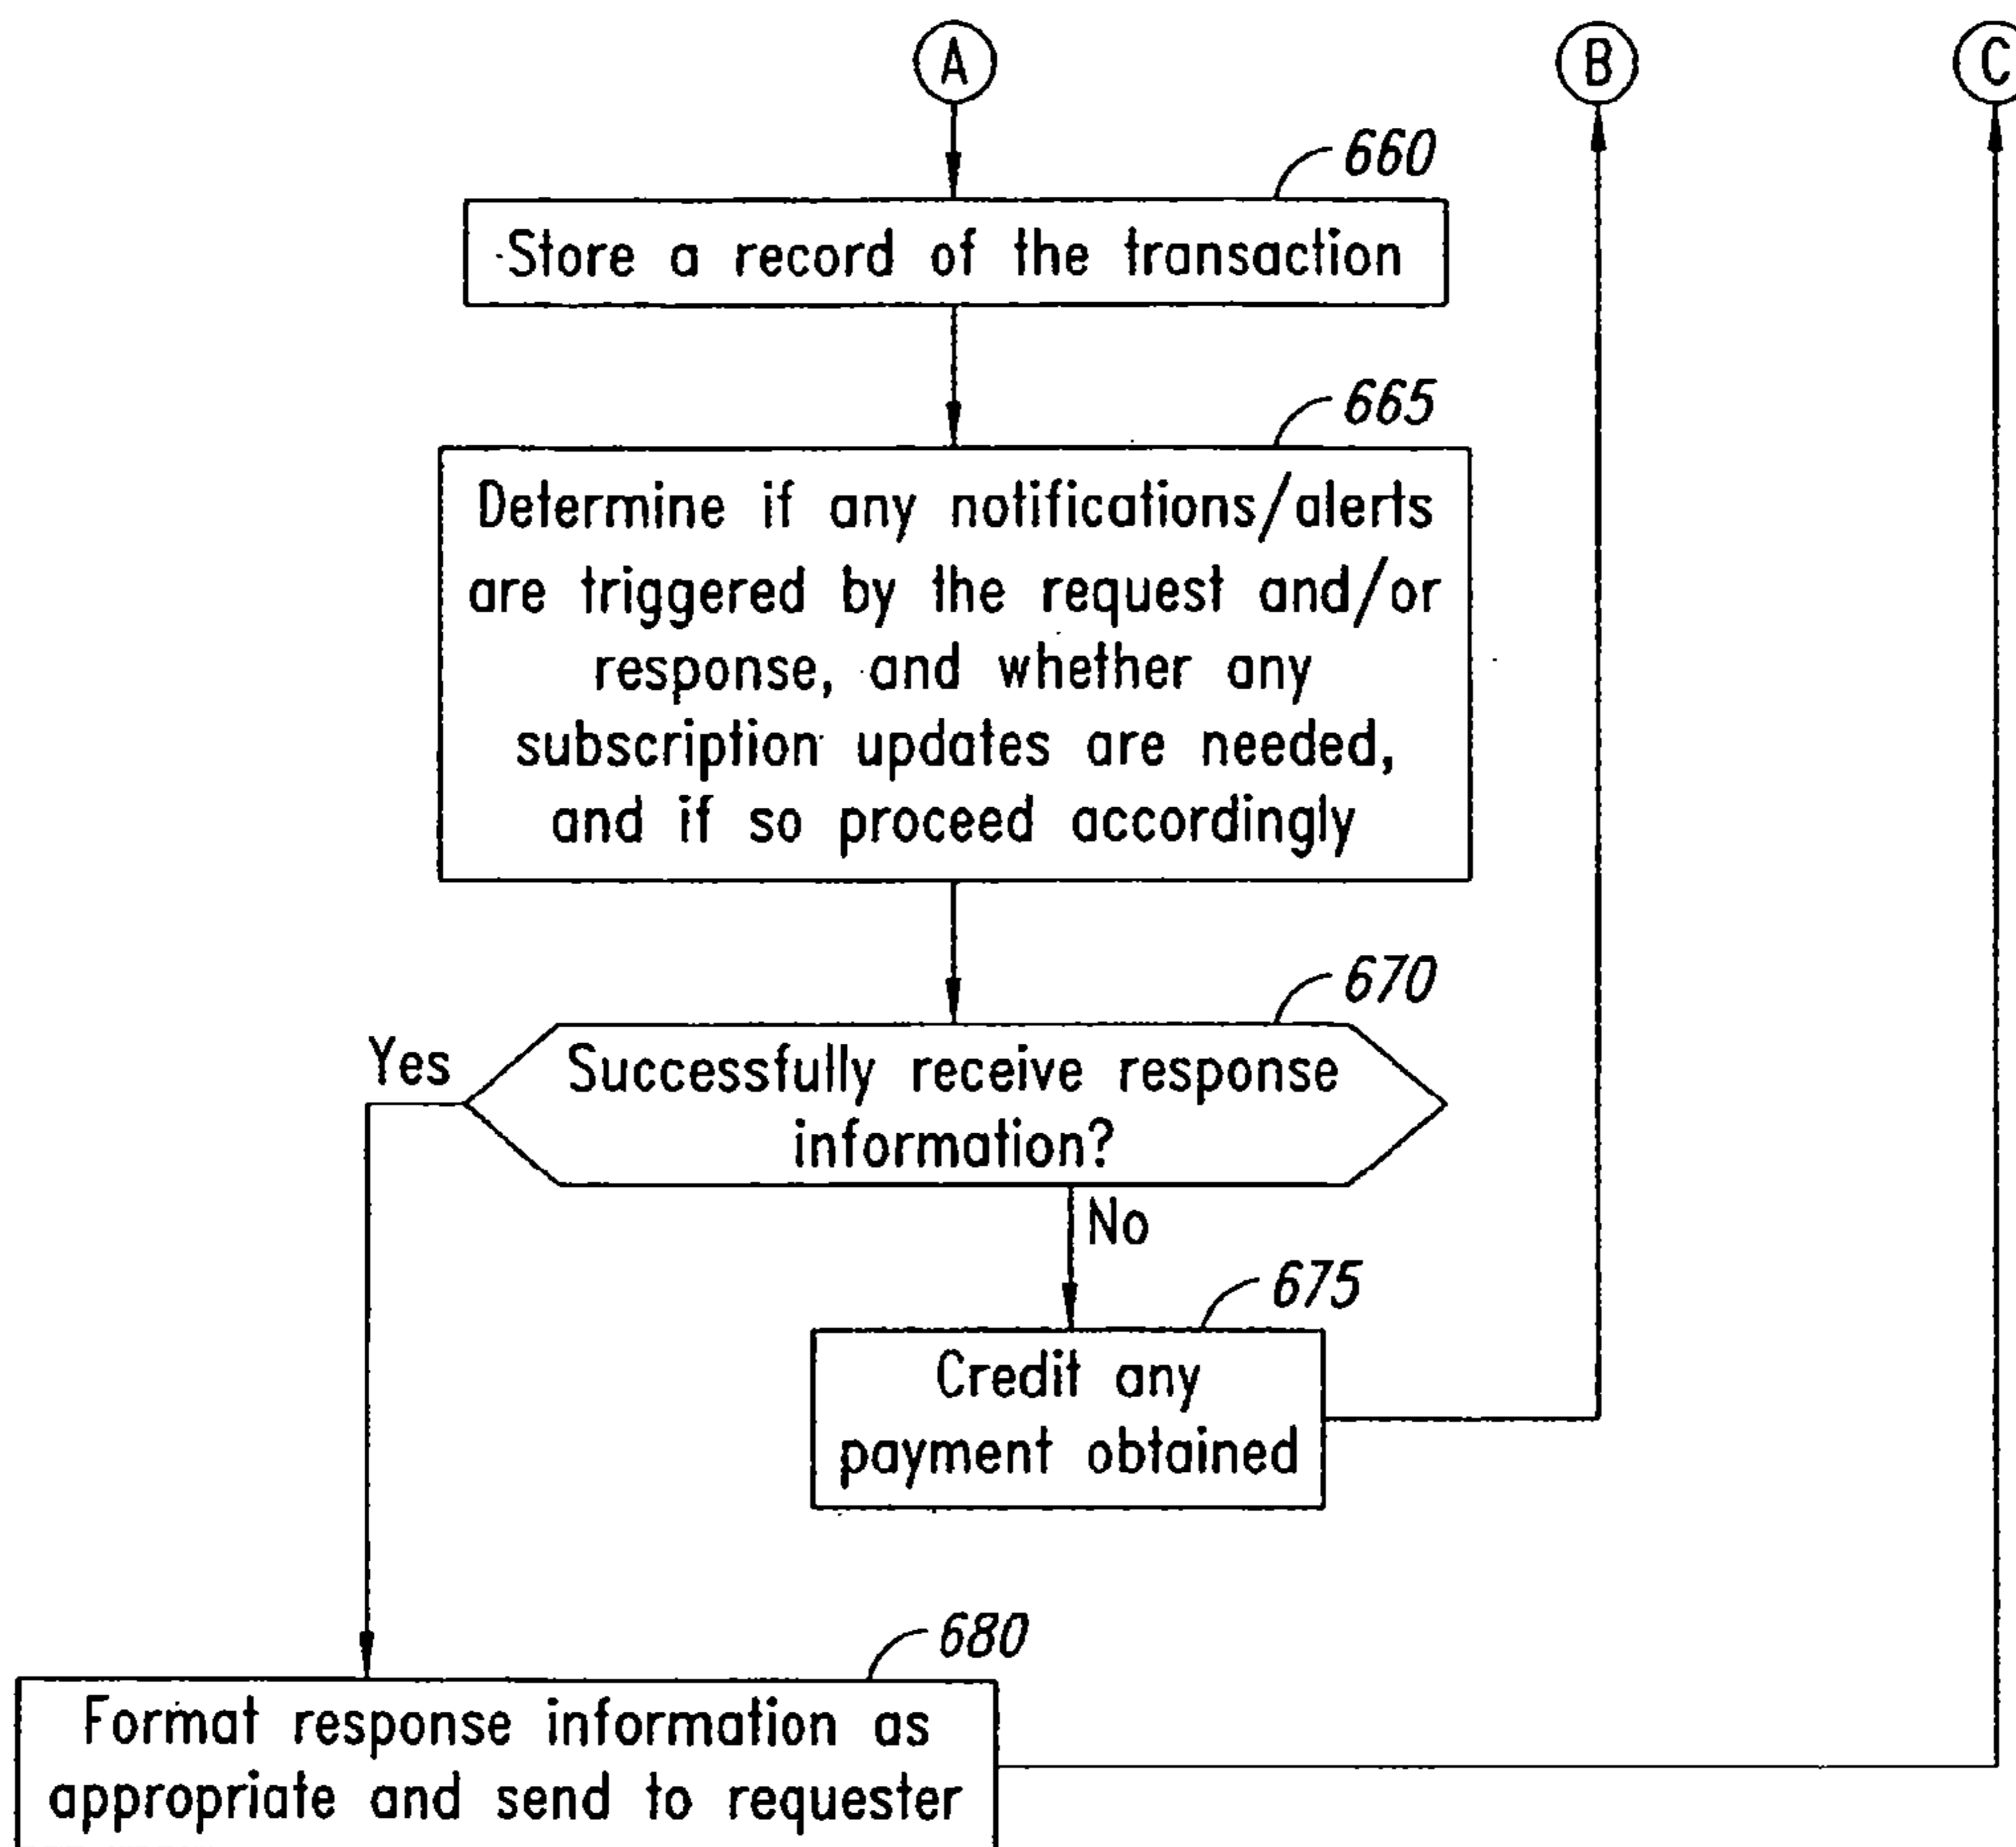 A
B
C
660
Store a record of the transaction
665
Determine if any notifications/alerts
are triggered by the request and/or
response, and whether any
subscription updates are needed,
and if so proceed accordingly
670
Yes
Successfully receive response
information?
No
675
Credit any
payment obtained
680
Format response information as
appropriate and send to requester